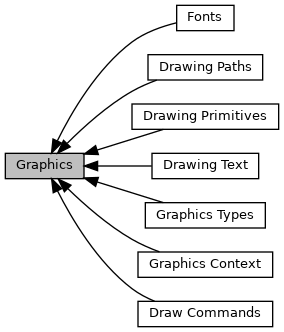 Fonts
Drawing Paths
Drawing Primitives
Graphics
Drawing Text
Graphics Types
Graphics Context
Draw Commands